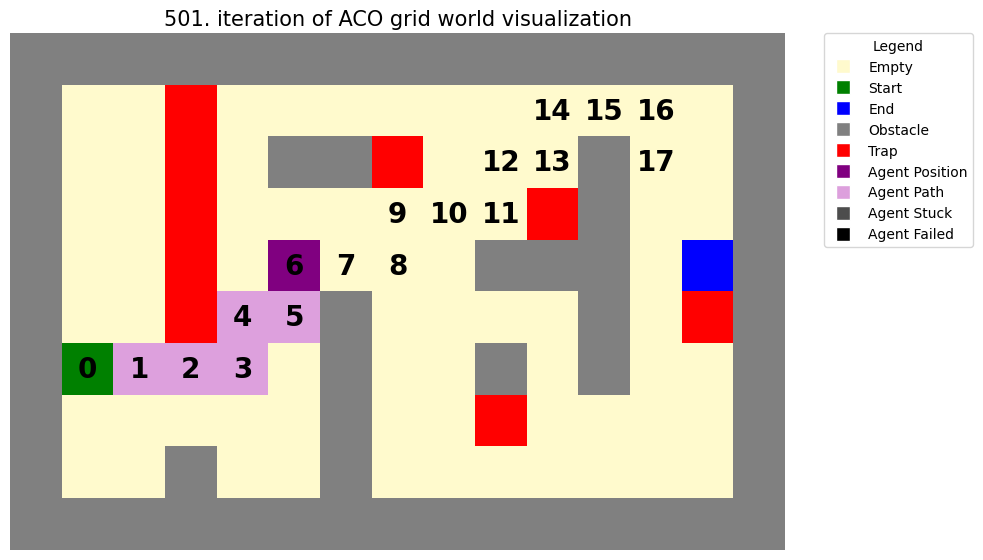 501. iteration of ACO grid world visualization
14 15 16
12 13 17
9 10 11
6 7 8
4 5
0 1 2 3
Legend
Empty
Start
End
Obstacle
Trap
Agent Position
Agent Path
Agent Stuck
Agent Failed